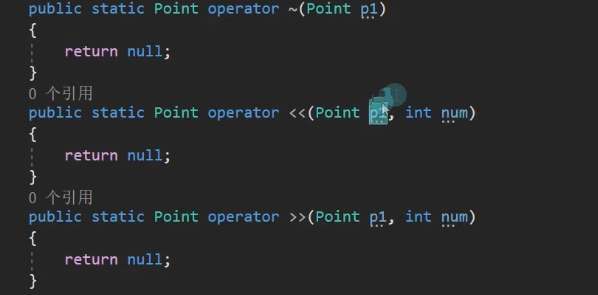 public static Point operator ~(Point p1)
{
return null;
}
0 个引用
public static Point operator <<(Point p1, int num)
{
return null;
}
0 个引用
public static Point operator >>(Point p1, int num)
{
return null;
}